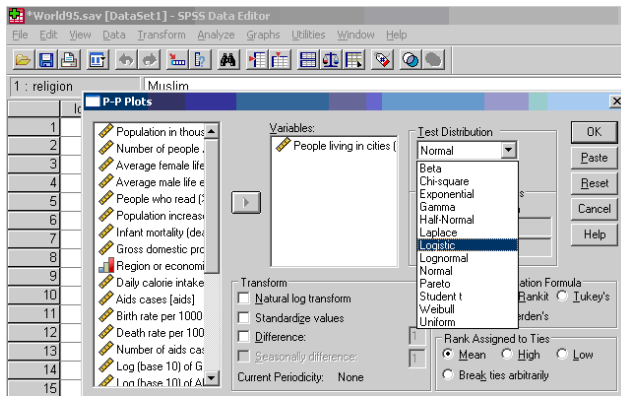 *World95.sav [DataSet1] - SPSS Data Editor
File Edit View Data Transform Analyze Graphs Utilities Window Help
1 : religion Muslim
P-P Plots
1
2
3
4
5
6
7
8
9
10
11
12
13
14
15
Population in thous
Number of people
Average female life
Average male life e
People who read (%
Population increas
Infant mortality (dea
Gross domestic pro
Region or economi
Daily calorie intake
Aids cases [aids]
Birth rate per 1000
Death rate per 100
Number of aids cas
Log (base 10) of G
Log (base 10) of
Variables:
People living in cities (
Transform
Natural log transform
Standardize values
Difference: 1
Seasonally difference: 1
Current Periodicity: None
Test Distribution
Normal
Beta
Chi-square
Exponential
Gamma
Half-Normal
Laplace
Logistic
Lognormal
Normal
Pareto
Student t
Weibull
Uniform
ation Formula
Rankit Tukey's
erden's
Rank Assigned to Ties
Mean High Low
Break ties arbitrarily
OK
Paste
Reset
Cancel
Help